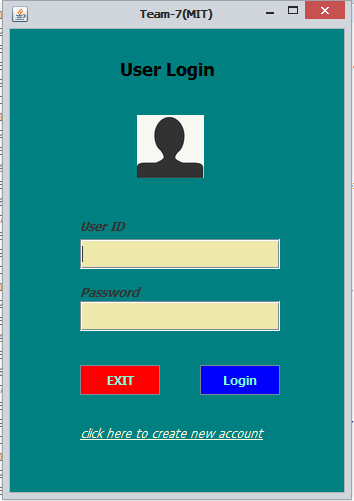 Team-7(MIT)
User Login
User ID
Password
EXIT
Login
click here to create new account